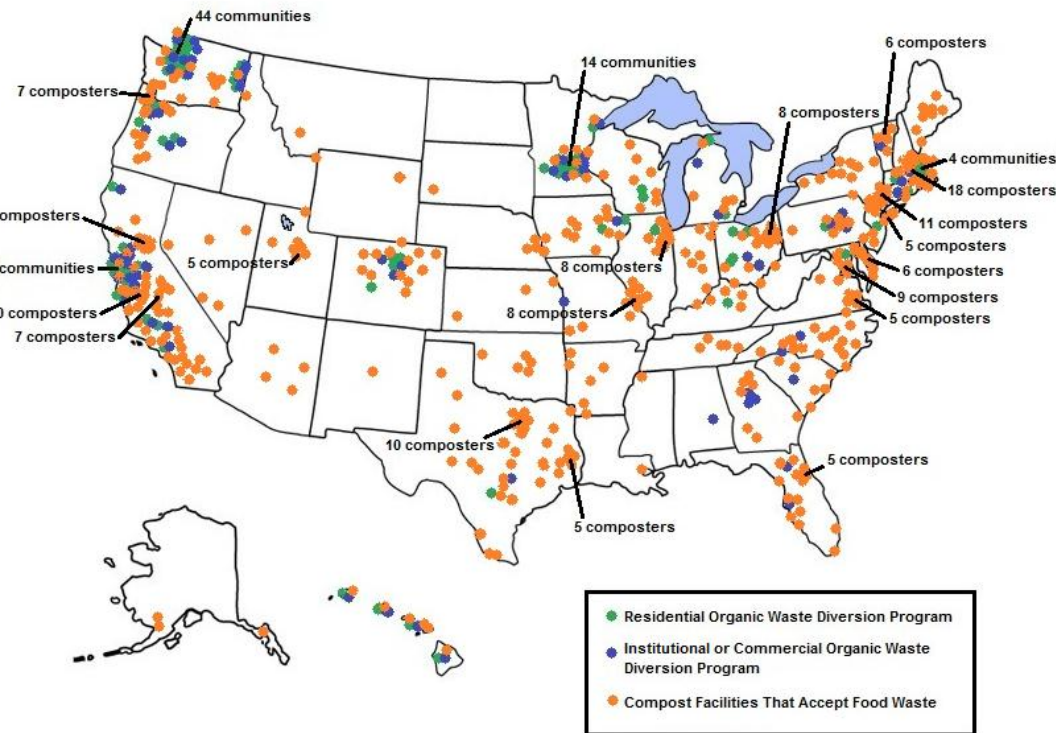 44 communities
6 composters
14 communities
7 composters
8 composters
4 communities
18 composters
composters
11 composters
5 composters
communities
5 composters
8 composters
6 composters
9 composters
composters
8 composters
5 composters
7 composters
10 composters
5 composters
5 composters
Residential Organic Waste Diversion Program
Institutional or Commercial Organic Waste
Diversion Program
Compost Facilities That Accept Food Waste